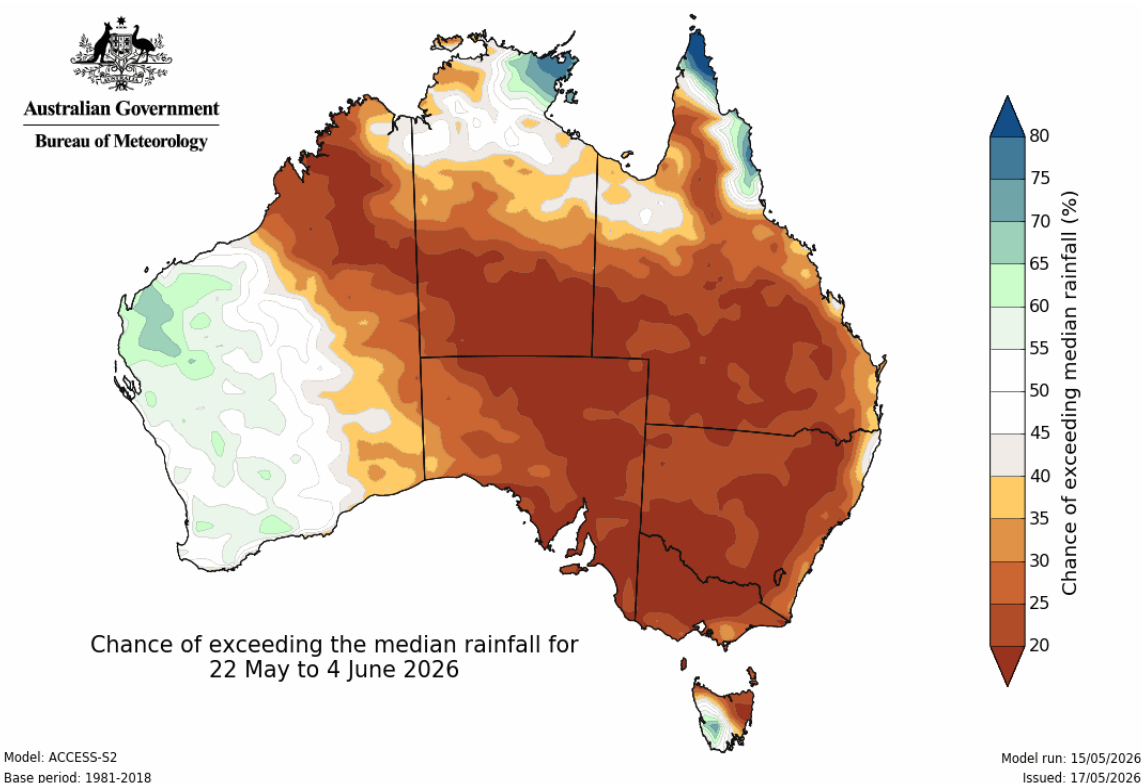 AUSTRALIA
Australian Government
Bureau of Meteorology
80
75
70
65
60
55
50
45
40
35
30
25
20
Chance of exceeding median rainfall (%)
Chance of exceeding the median rainfall for
22 May to 4 June 2026
Model: ACCESS-S2
Base period: 1981-2018
Model run: 15/05/2026
Issued: 17/05/2026